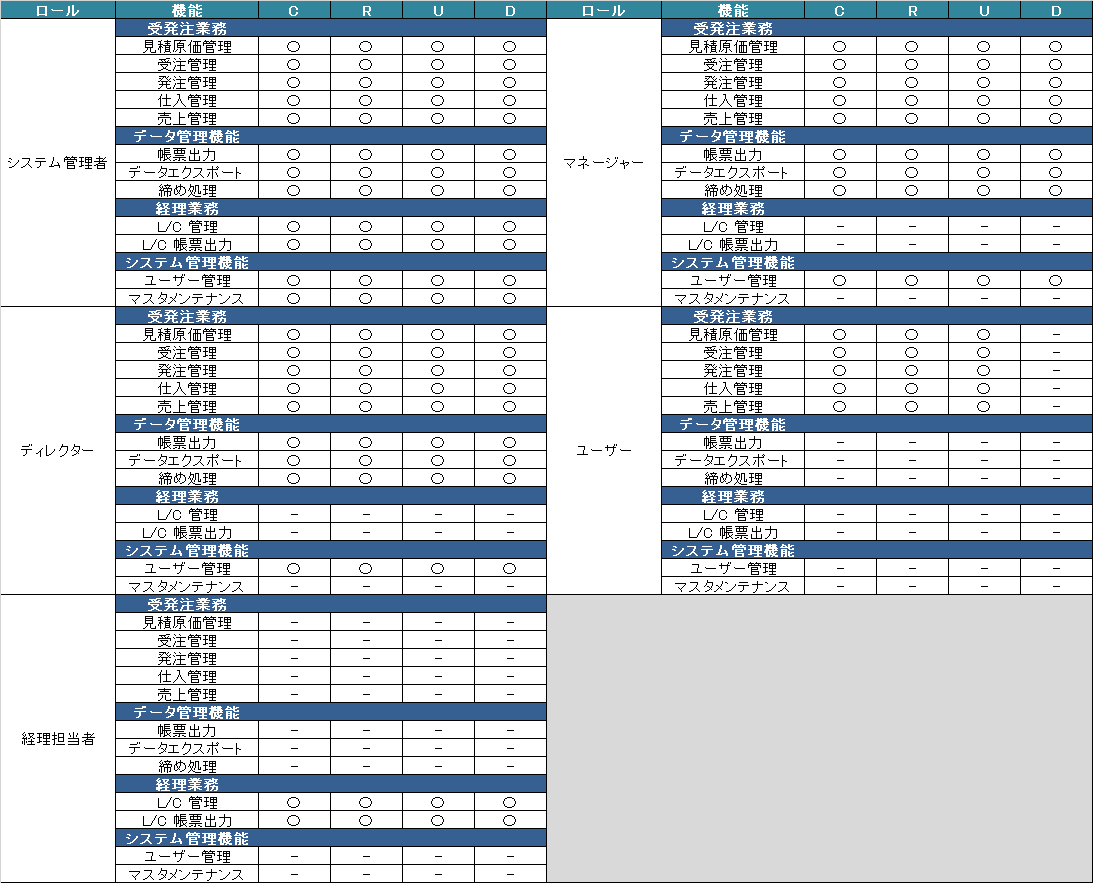 ロール 機能 C R U D ロール 機能 C R U D
システム管理者
受発注業務
見積原価管理 〇 〇 〇 〇
受注管理 〇 〇 〇 〇
発注管理 〇 〇 〇 〇
仕入管理 〇 〇 〇 〇
売上管理 〇 〇 〇 〇
データ管理機能
帳票出力 〇 〇 〇 〇
データエクスポート 〇 〇 〇 〇
締め処理 〇 〇 〇 〇
経理業務
L/C 管理 〇 〇 〇 〇
L/C 帳票出力 〇 〇 〇 〇
システム管理機能
ユーザー管理 〇 〇 〇 〇
マスタメンテナンス 〇 〇 〇 〇
マネージャー
受発注業務
見積原価管理 〇 〇 〇 〇
受注管理 〇 〇 〇 〇
発注管理 〇 〇 〇 〇
仕入管理 〇 〇 〇 〇
売上管理 〇 〇 〇 〇
データ管理機能
帳票出力 〇 〇 〇 〇
データエクスポート 〇 〇 〇 〇
締め処理 〇 〇 〇 〇
経理業務
L/C 管理 - - - -
L/C 帳票出力 - - - -
システム管理機能
ユーザー管理 〇 〇 〇 〇
マスタメンテナンス - - - -
ディレクター
受発注業務
見積原価管理 〇 〇 〇 〇
受注管理 〇 〇 〇 〇
発注管理 〇 〇 〇 〇
仕入管理 〇 〇 〇 〇
売上管理 〇 〇 〇 〇
データ管理機能
帳票出力 〇 〇 〇 〇
データエクスポート 〇 〇 〇 〇
締め処理 〇 〇 〇 〇
経理業務
L/C 管理 - - - -
L/C 帳票出力 - - - -
システム管理機能
ユーザー管理 〇 〇 〇 〇
マスタメンテナンス - - - -
ユーザー
受発注業務
見積原価管理 〇 〇 〇 -
受注管理 〇 〇 〇 -
発注管理 〇 〇 〇 -
仕入管理 〇 〇 〇 -
売上管理 〇 〇 〇 -
データ管理機能
帳票出力 - - - -
データエクスポート - - - -
締め処理 - - - -
経理業務
L/C 管理 - - - -
L/C 帳票出力 - - - -
システム管理機能
ユーザー管理 - - - -
マスタメンテナンス - - - -
経理担当者
受発注業務
見積原価管理 - - - -
受注管理 - - - -
発注管理 - - - -
仕入管理 - - - -
売上管理 - - - -
データ管理機能
帳票出力 - - - -
データエクスポート - - - -
締め処理 - - - -
経理業務
L/C 管理 〇 〇 〇 〇
L/C 帳票出力 〇 〇 〇 〇
システム管理機能
ユーザー管理 - - - -
マスタメンテナンス - - - -